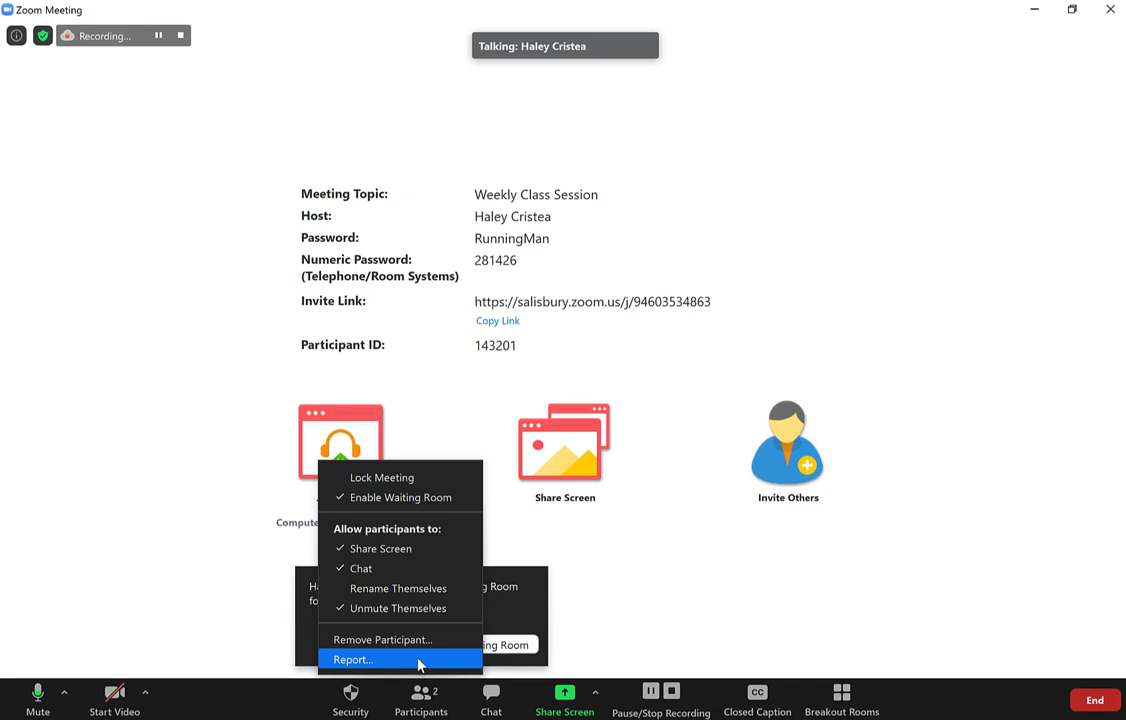 Zoom Meeting
Recording...
Talking: Haley Cristea
Meeting Topic: Weekly Class Session
Host: Haley Cristea
Password: RunningMan
Numeric Password: 281426
(Telephone/Room Systems)
Invite Link: https://salisbury.zoom.us/j/94603534863
Copy Link
Participant ID: 143201
Share Screen
Invite Others
Lock Meeting
Enable Waiting Room
Allow participants to:
Share Screen
Chat
Rename Themselves
Unmute Themselves
Remove Participant...
Report...
Room
Room
Mute
Start Video
Security
Participants 2
Chat
Share Screen
Pause/Stop Recording
CC
Closed Caption
Breakout Rooms
End